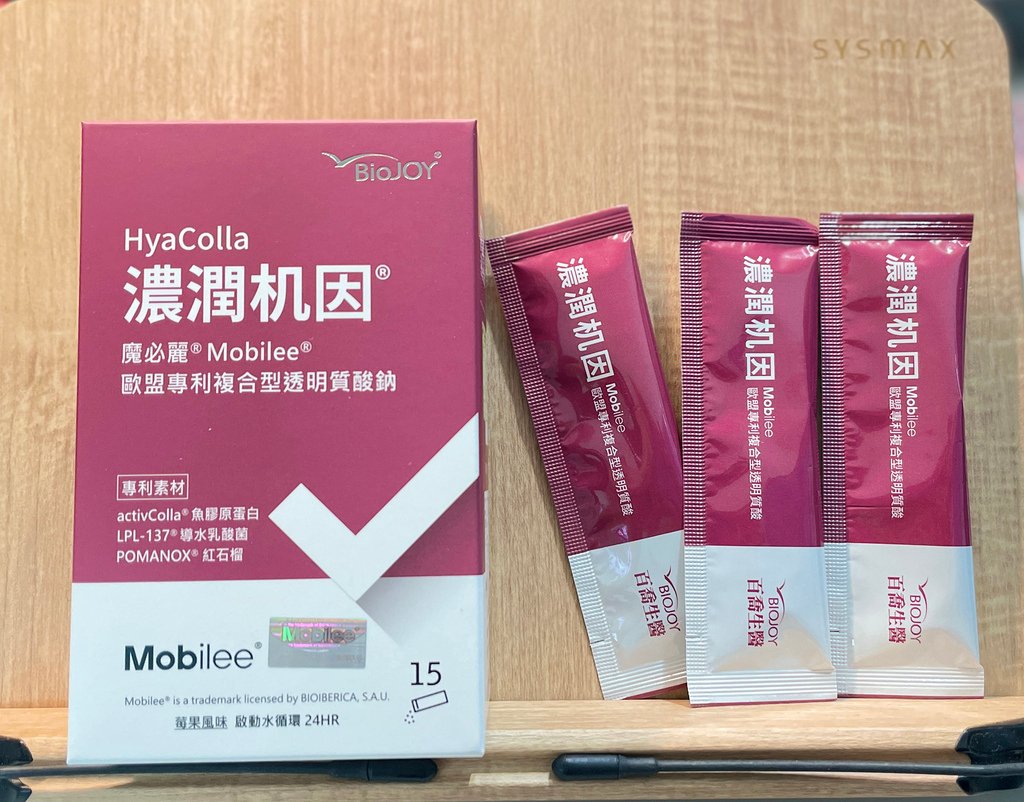 SYSMAX
BioJOY®
HyaColla
濃潤机因®
魔必麗® Mobilee®
歐盟專利複合型透明質酸鈉
專利素材
activColla® 魚膠原蛋白
LPL-137® 導水乳酸菌
POMANOX® 紅石榴
Mobilee®
Mobilee
15
Mobilee® is a trademark licensed by BIOIBERICA, S.A.U.
莓果風味 啟動水循環 24HR
濃潤机因 Mobilee
歐盟專利複合型透明質酸
BIOJOY
百喬生醫
濃潤机因 Mobilee
歐盟專利複合型透明質酸
BIOJOY
百喬生醫
濃潤机因 Mobilee
歐盟專利複合型透明質酸
BIOJOY
百喬生醫